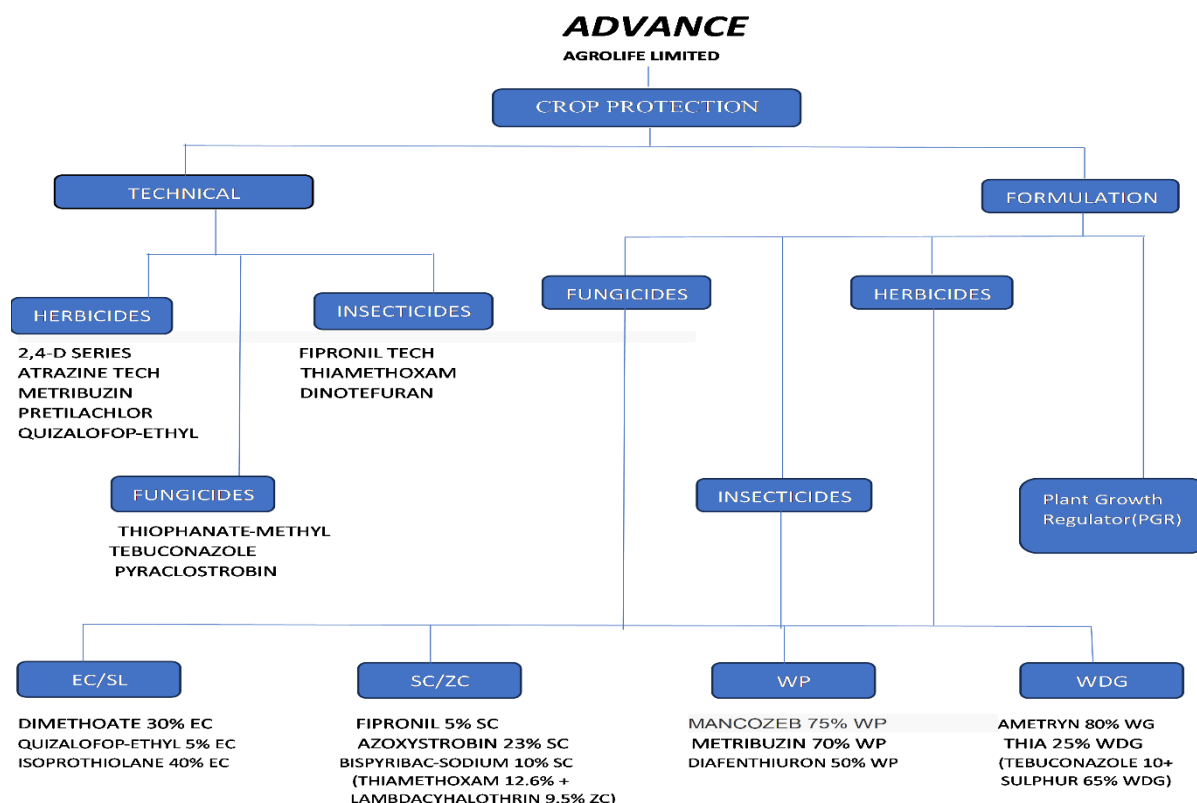 ADVANCE
AGROLIFE LIMITED
CROP PROTECTION
TECHNICAL
FORMULATION
HERBICIDES
2,4-D SERIES
ATRAZINE TECH
METRIBUZIN
PRETILACHLOR
QUIZALOFOP-ETHYL
INSECTICIDES
FIPRONIL TECH
THIAMETHOXAM
DINOTEFURAN
FUNGICIDES
THIOPHANATE-METHYL
TEBUCONAZOLE
PYRACLOSTROBIN
FUNGICIDES
HERBICIDES
INSECTICIDES
Plant Growth
Regulator(PGR)
EC/SL
DIMETHOATE 30% EC
QUIZALOFOP-ETHYL 5% EC
ISOPROTHIOLANE 40% EC
SC/ZC
FIPRONIL 5% SC
AZOXYSTROBIN 23% SC
BISPYRIBAC-SODIUM 10% SC
(THIAMETHOXAM 12.6% +
LAMBDACYHALOTHRIN 9.5% ZC)
WP
MANCOZEB 75% WP
METRIBUZIN 70% WP
DIAFENTHIURON 50% WP
WDG
AMETRYN 80% WG
THIA 25% WDG
(TEBUCONAZOLE 10+
SULPHUR 65% WDG)